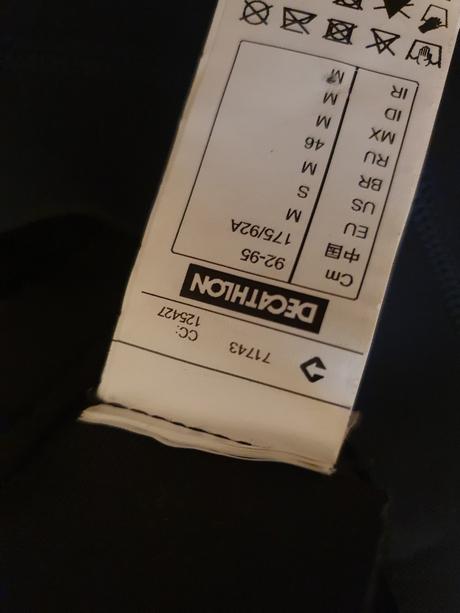 71743
CC:
125427
DECATHLON
Cm 92-95
中国 175/92A
EU M
US S
BR M
RU 46
MX M
ID M
IR M